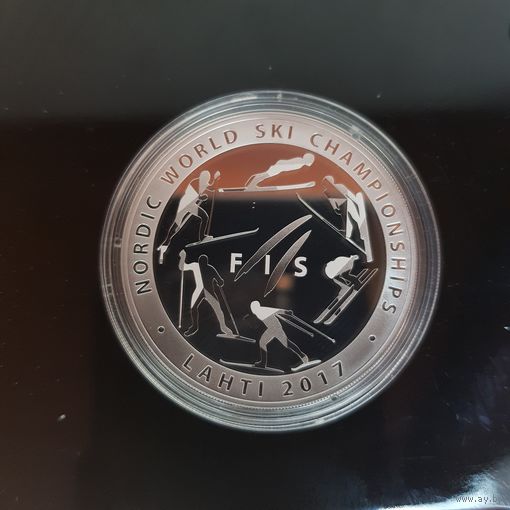 NORDIC WORLD SKI CHAMPIONSHIPS
FIS
• LAHTI 2017 •